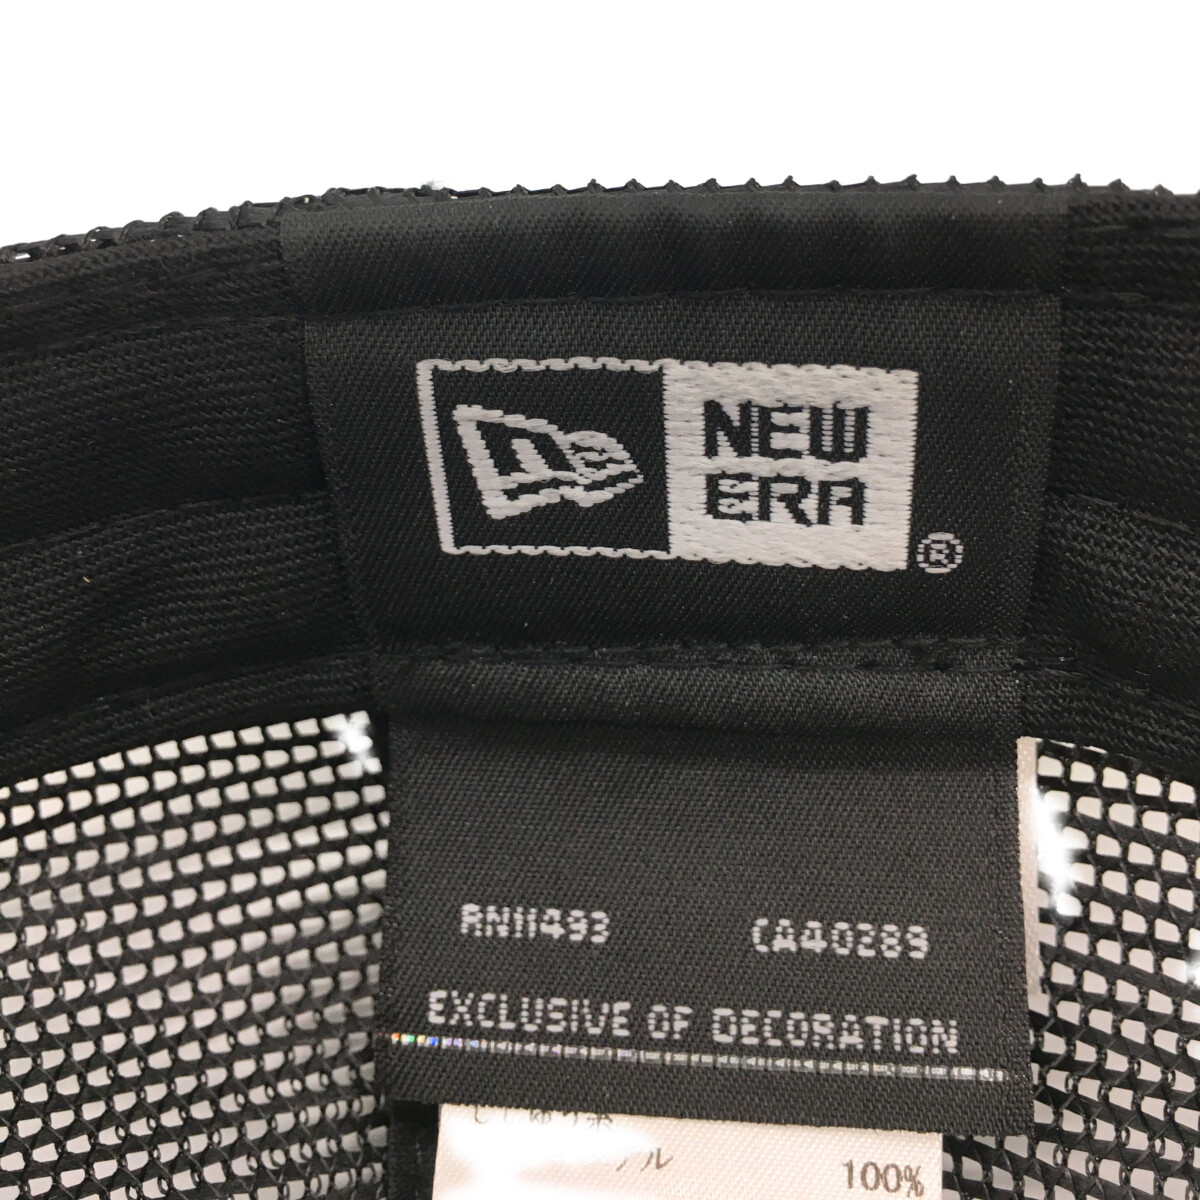 NEW
ERA
®
RN11493 CA40289
EXCLUSIVE OF DECORATION
100%